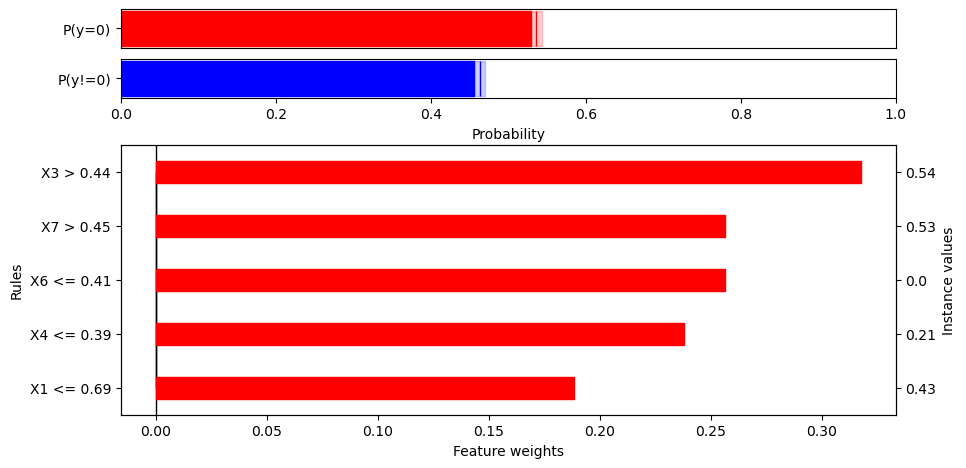 P(y=0)
P(y!=0)
0.0 0.2 0.4 0.6 0.8 1.0
Probability
X3 > 0.44 0.54
X7 > 0.45 0.53
X6 <= 0.41 0.0
X4 <= 0.39 0.21
X1 <= 0.69 0.43
Rules
Instance values
0.00 0.05 0.10 0.15 0.20 0.25 0.30
Feature weights